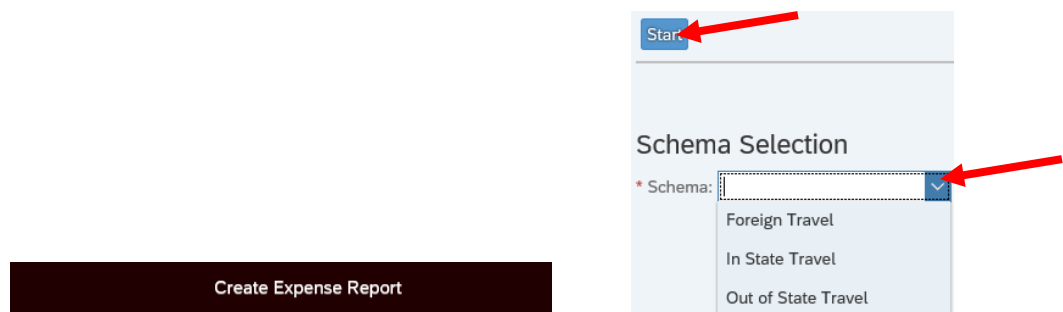 Start
Schema Selection
* Schema:
Foreign Travel
In State Travel
Out of State Travel
Create Expense Report